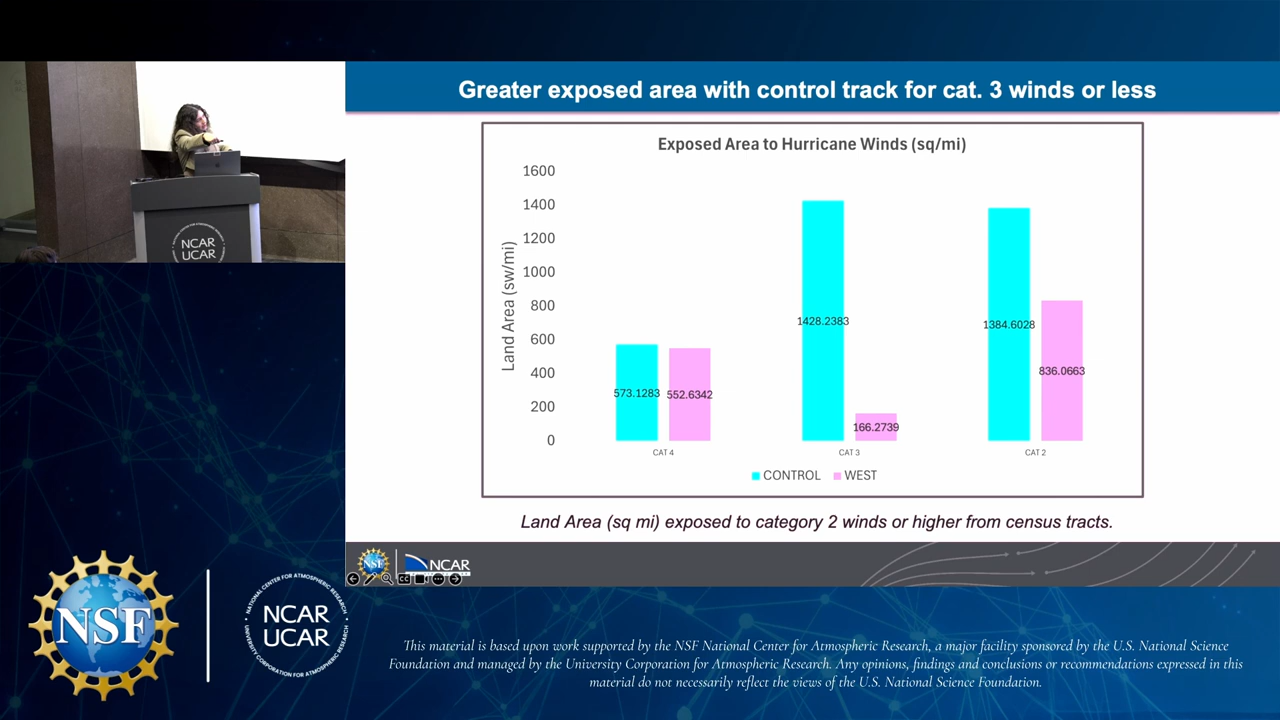 Greater exposed area with control track for cat. 3 winds or less
Exposed Area to Hurricane Winds (sq/mi)
Land Area (sw/mi)
1600
1400
1200
1000
800
600
400
200
0
573.1283
552.6342
1428.2383
166.2739
1384.6028
836.0663
CAT 4
CAT 3
CAT 2
CONTROL
WEST
Land Area (sq mi) exposed to category 2 winds or higher from census tracts.
NSF
NCAR
CC
NCAR
UCAR
NSF
NATIONAL CENTER FOR ATMOSPHERIC RESEARCH
NCAR
UCAR
UNIVERSITY CORPORATION FOR ATMOSPHERIC RESEARCH
This material is based upon work supported by the NSF National Center for Atmospheric Research, a major facility sponsored by the U.S. National Science
Foundation and managed by the University Corporation for Atmospheric Research. Any opinions, findings and conclusions or recommendations expressed in this
material do not necessarily reflect the views of the U.S. National Science Foundation.